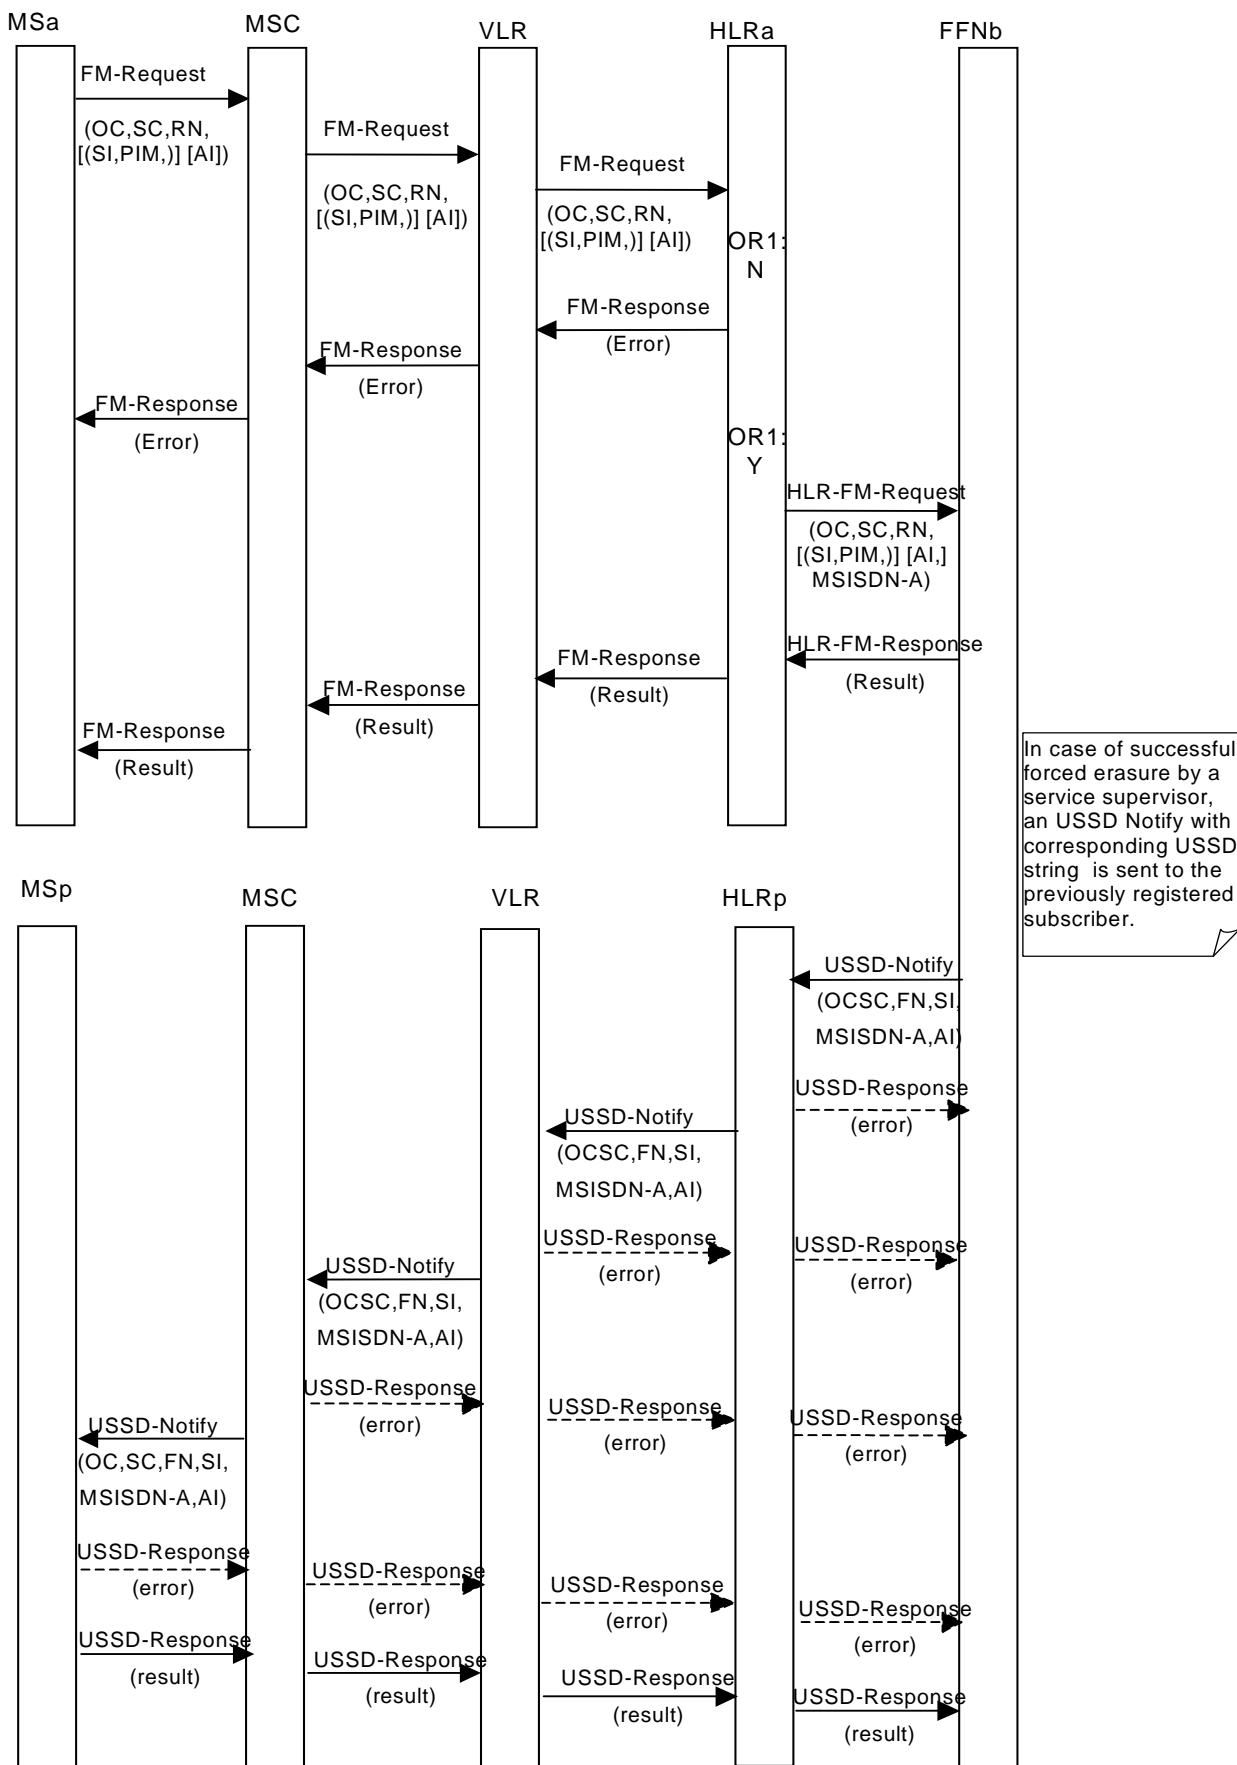 MSa
MSC
VLR
HLRa
FFNb
FM-Request
(OC,SC,RN,
[(SI,PIM,)] [AI])
FM-Request
(OC,SC,RN,
[(SI,PIM,)] [AI])
FM-Request
(OC,SC,RN,
[(SI,PIM,)] [AI])
OR1:
N
FM-Response
(Error)
FM-Response
(Error)
FM-Response
(Error)
OR1:
Y
HLR-FM-Request
(OC,SC,RN,
[(SI,PIM,)] [AI,]
MSISDN-A)
HLR-FM-Response
(Result)
FM-Response
(Result)
FM-Response
(Result)
FM-Response
(Result)
In case of successful
forced erasure by a
service supervisor,
an USSD Notify with
corresponding USSD
string is sent to the
previously registered
subscriber.
MSp
MSC
VLR
HLRp
USSD-Notify
(OCSC,FN,SI,
MSISDN-A,AI)
USSD-Response
(error)
USSD-Notify
(OCSC,FN,SI,
MSISDN-A,AI)
USSD-Response
(error)
USSD-Response
(error)
USSD-Notify
(OCSC,FN,SI,
MSISDN-A,AI)
USSD-Response
(error)
USSD-Response
(error)
USSD-Response
(error)
USSD-Notify
(OC,SC,FN,SI,
MSISDN-A,AI)
USSD-Response
(error)
USSD-Response
(error)
USSD-Response
(error)
USSD-Response
(error)
USSD-Response
(result)
USSD-Response
(result)
USSD-Response
(result)
USSD-Response
(result)